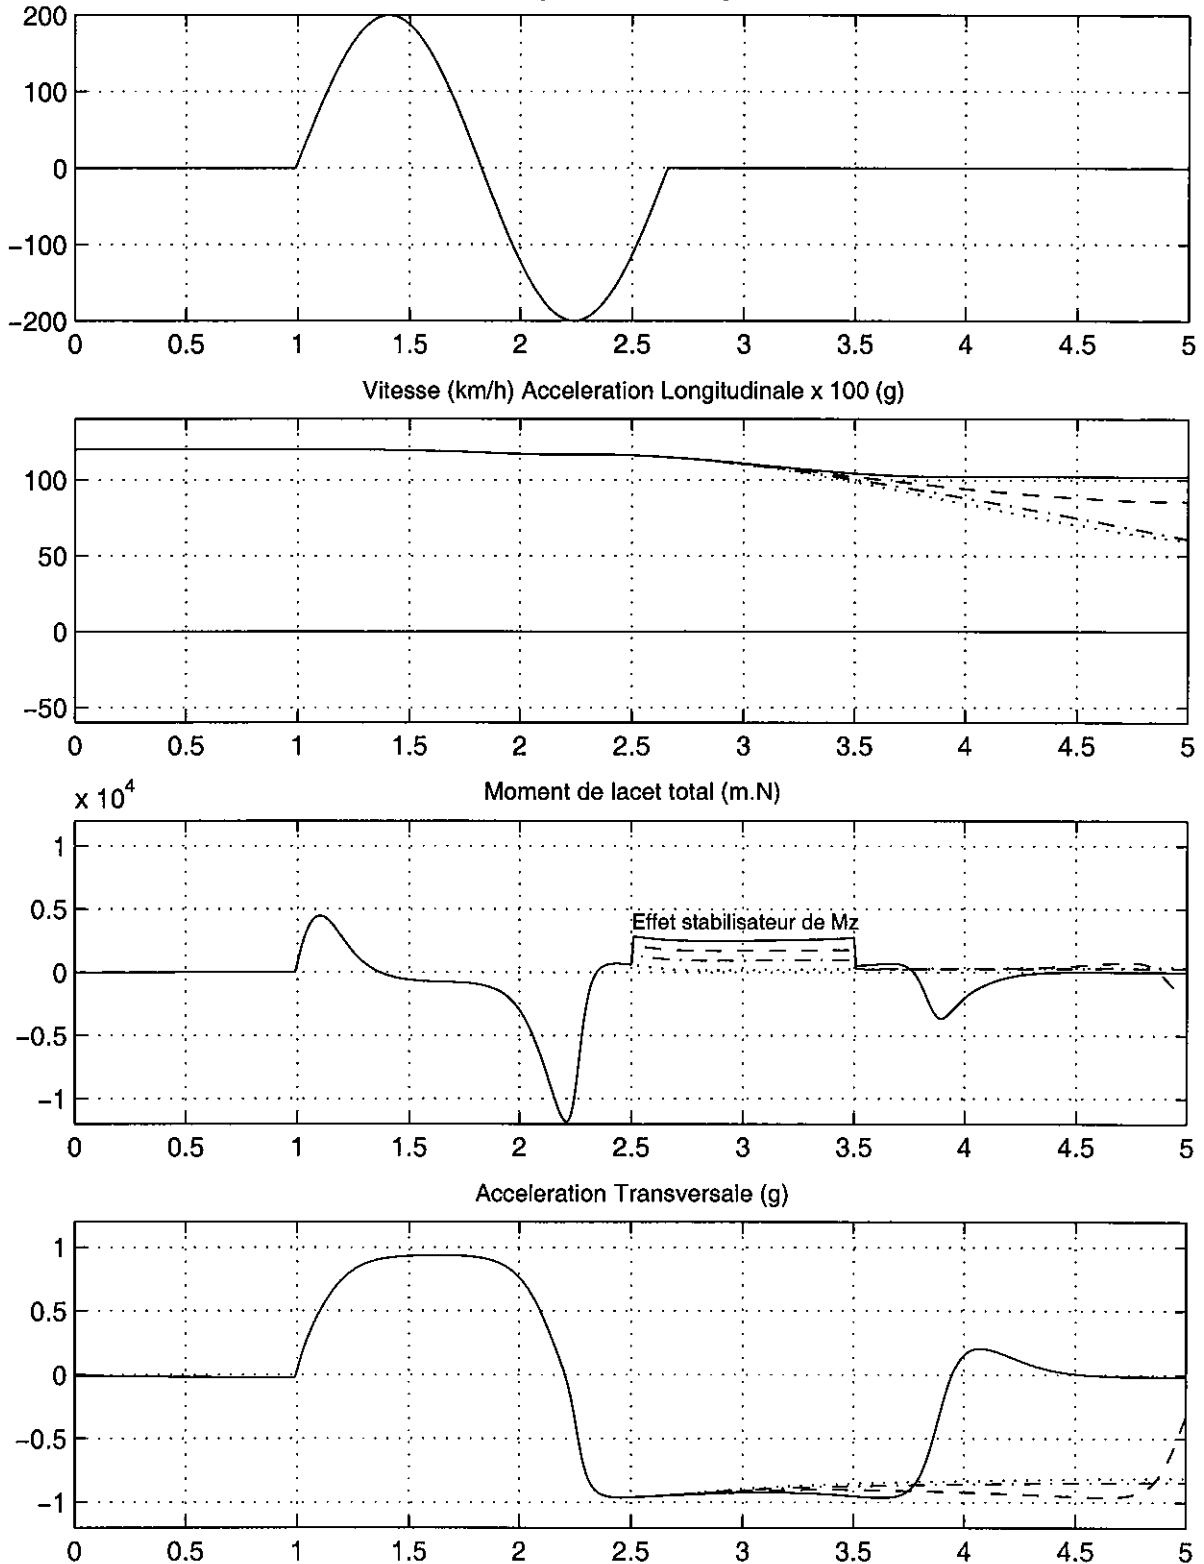 200
100
0
−100
−200
0 0.5 1 1.5 2 2.5 3 3.5 4 4.5 5
Vitesse (km/h) Acceleration Longitudinale x 100 (g)
100
50
0
−50
0 0.5 1 1.5 2 2.5 3 3.5 4 4.5 5
x 10⁴ Moment de lacet total (m.N)
1
0.5
Effet stabilisateur de Mz
0
−0.5
−1
0 0.5 1 1.5 2 2.5 3 3.5 4 4.5 5
Acceleration Transversale (g)
1
0.5
0
−0.5
−1
0 0.5 1 1.5 2 2.5 3 3.5 4 4.5 5